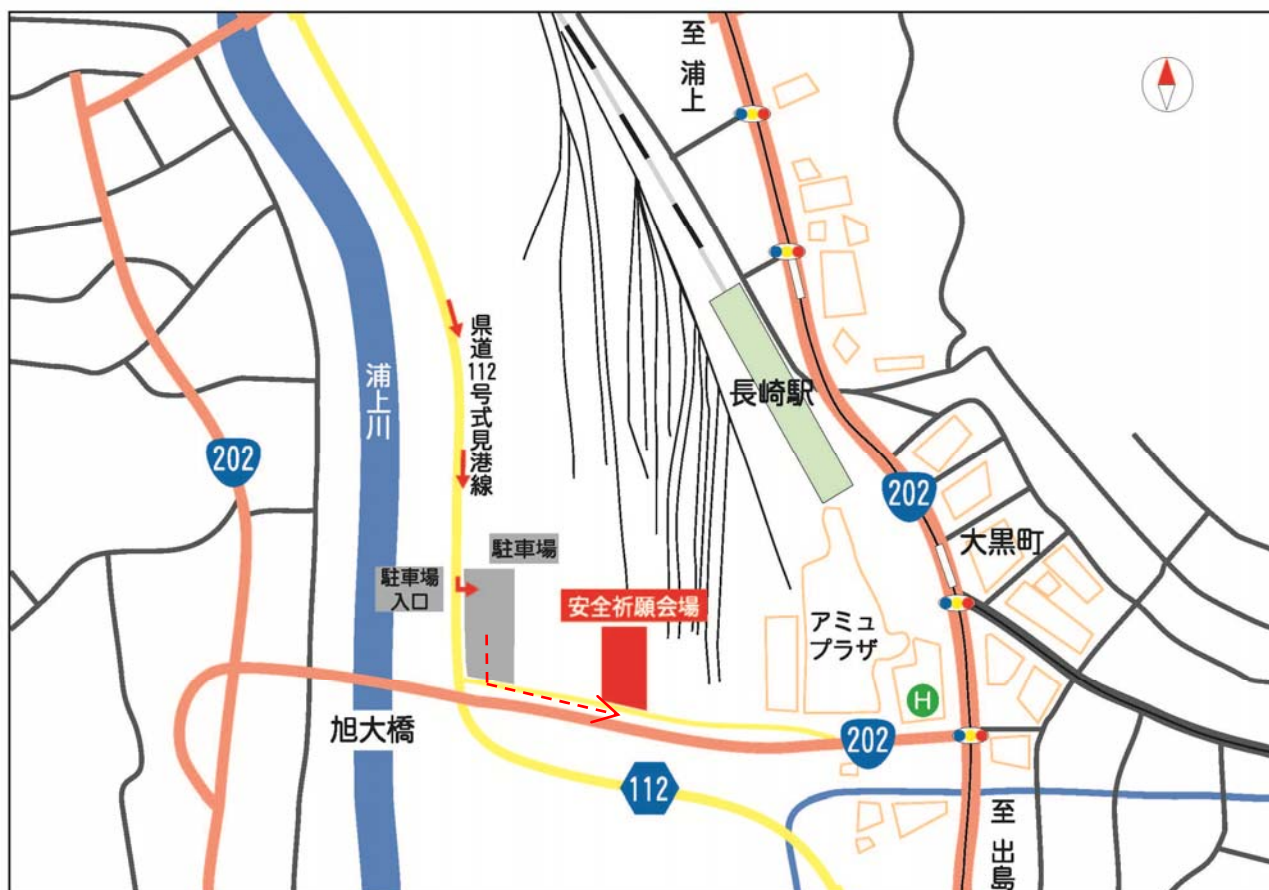 至 浦上
県道112号式見港線
浦上川
長崎駅
202
202
大黒町
駐車場
駐車場
入口
安全祈願会場
アミュ
プラザ
H
旭大橋
202
112
至 出島